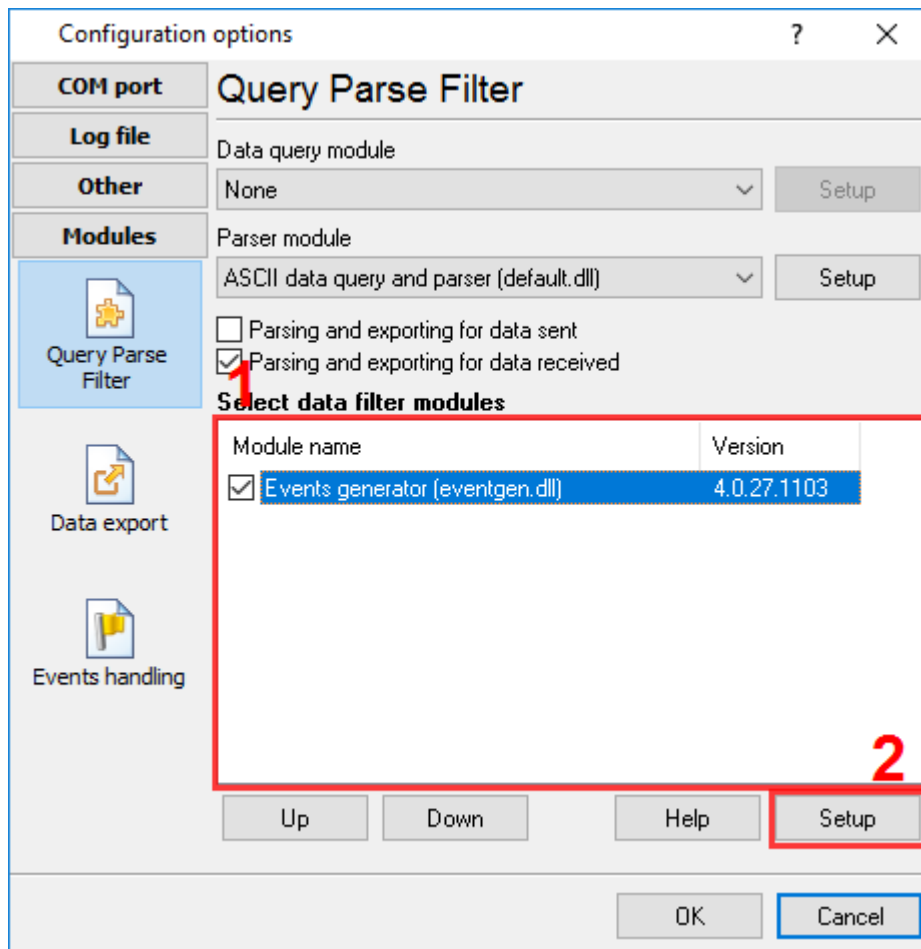 Configuration options
?
COM port
Log file
Other
Modules
Query Parse
Filter
Data export
Events handling
Query Parse Filter
Data query module
None
Setup
Parser module
ASCII data query and parser (default.dll)
Setup
Parsing and exporting for data sent
Parsing and exporting for data received
1
Select data filter modules
Module name
Version
Events generator (eventgen.dll)
4.0.27.1103
2
Up
Down
Help
Setup
OK
Cancel